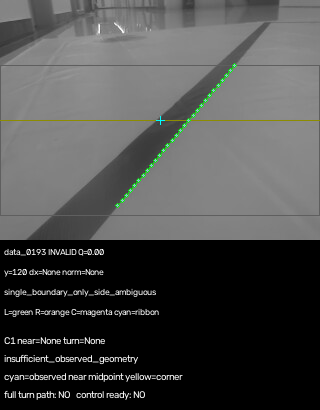 data_0193 INVALID Q=0.00
y=120 dx=None norm=None
single_boundary_only_side_ambiguous
L=green R=orange C=magenta cyan=ribbon
C1 near=None turn=None
insufficient_observed_geometry
cyan=observed near midpoint yellow=corner
full turn path: NO control ready: NO